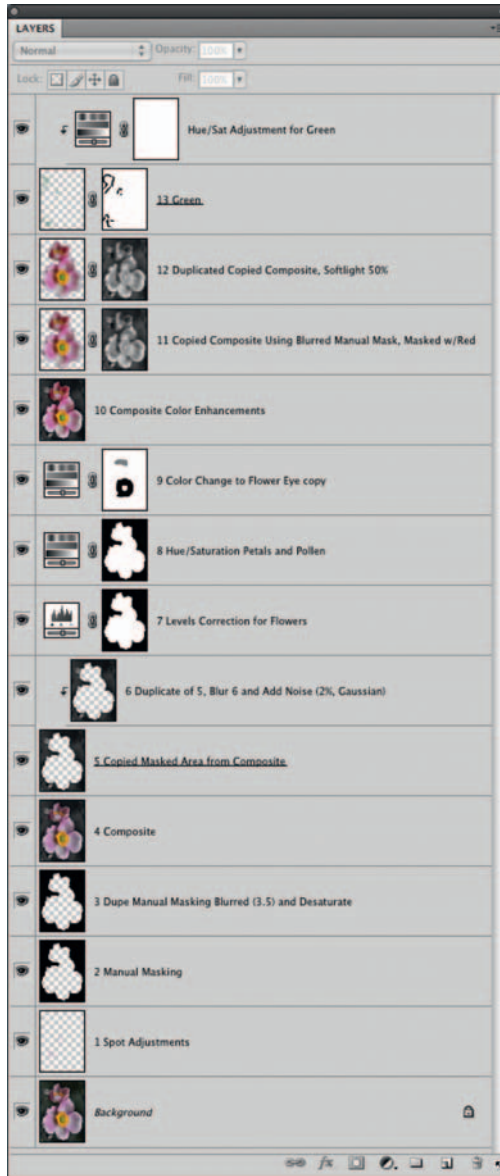 LAYERS
Normal Opacity: 100%
Lock: Fill: 100%
Hue/Sat Adjustment for Green
13 Green
12 Duplicated Copied Composite, Softlight 50%
11 Copied Composite Using Blurred Manual Mask, Masked w/Red
10 Composite Color Enhancements
9 Color Change to Flower Eye copy
8 Hue/Saturation Petals and Pollen
7 Levels Correction for Flowers
6 Duplicate of 5, Blur 6 and Add Noise (2%, Gaussian)
5 Copied Masked Area from Composite
4 Composite
3 Dupe Manual Masking Blurred (3.5) and Desaturate
2 Manual Masking
1 Spot Adjustments
Background
fx